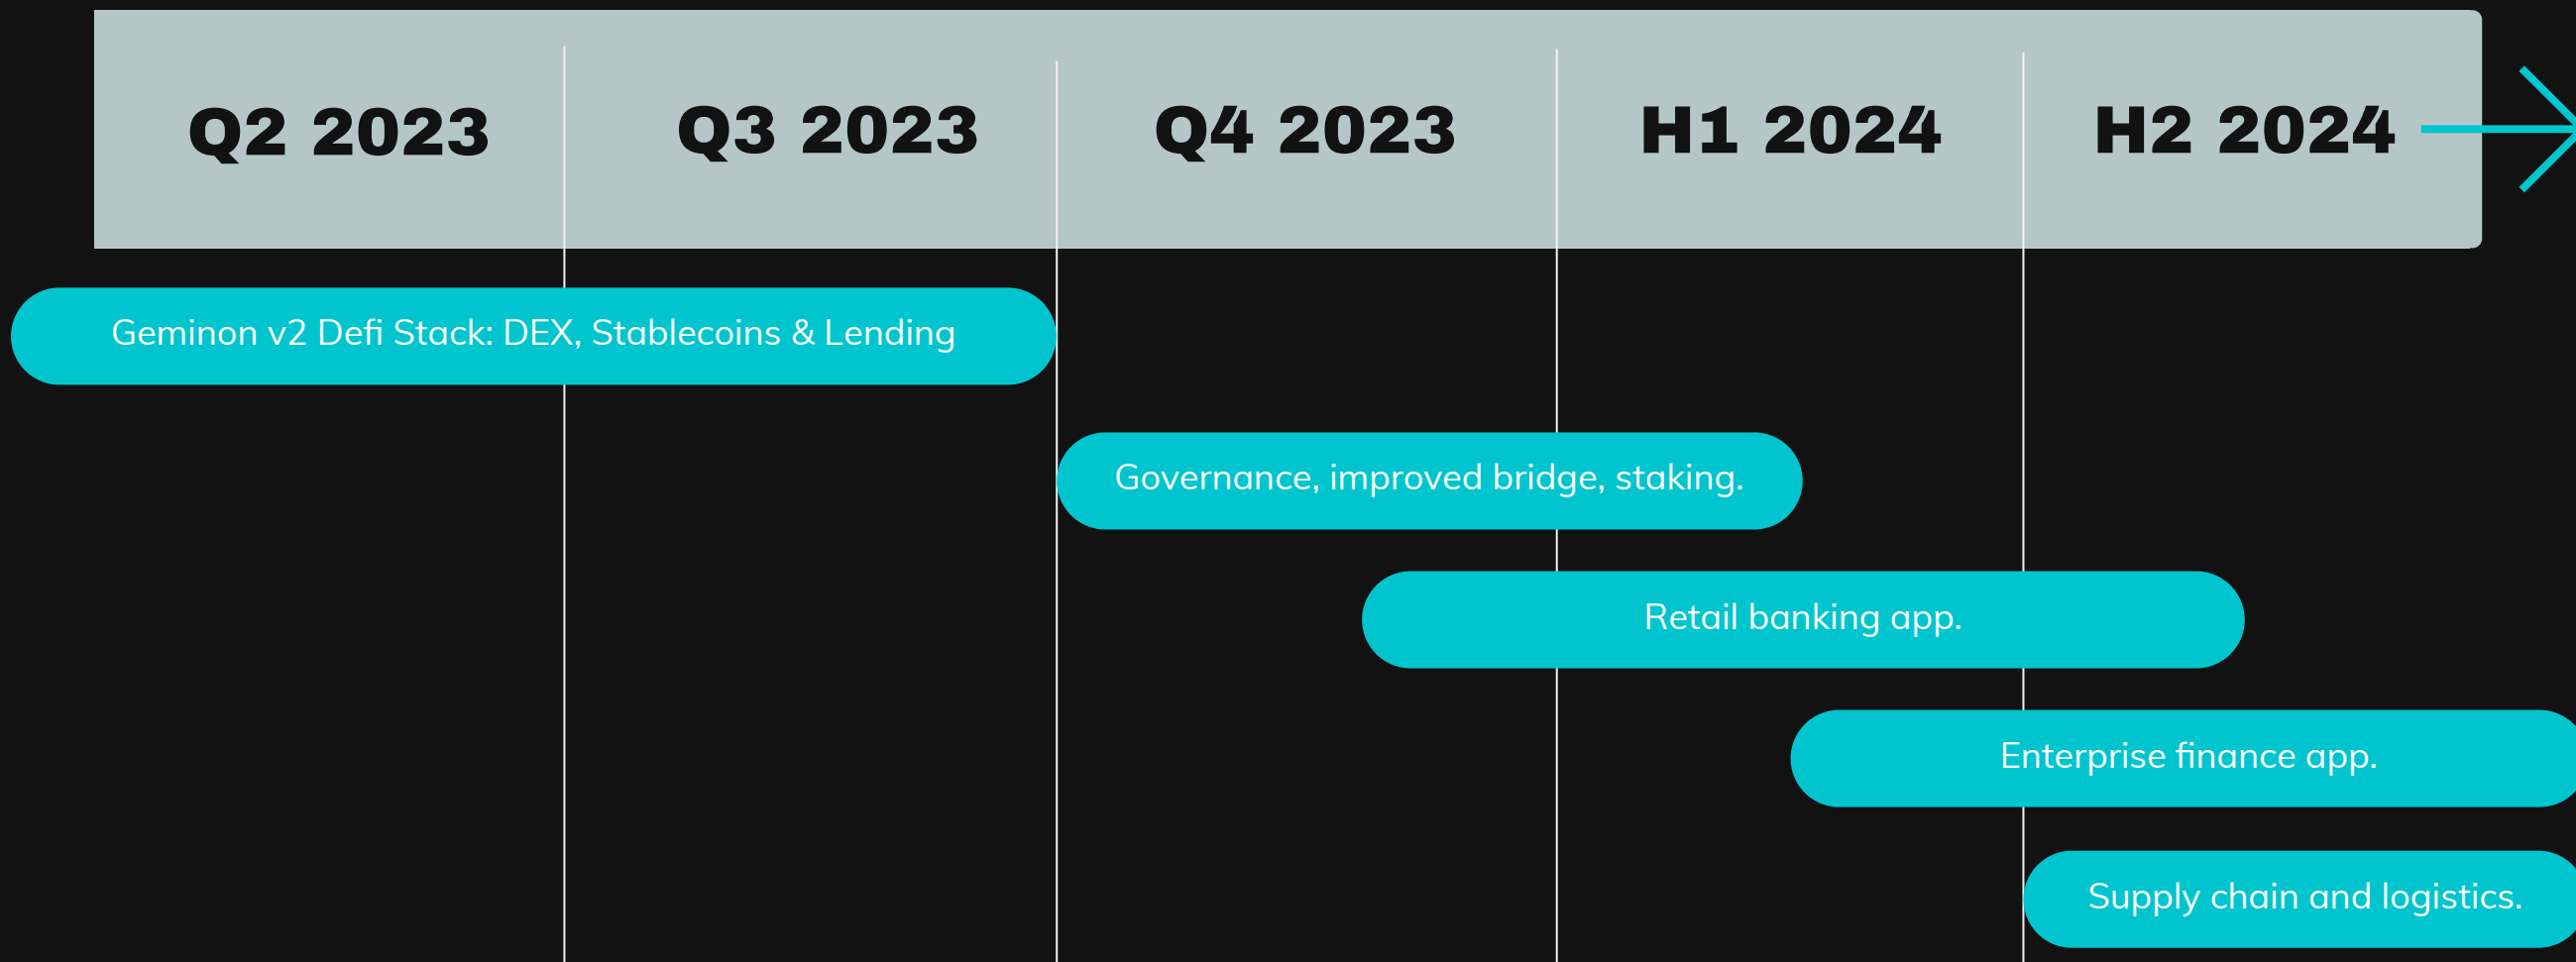 Q2 2023
Q3 2023
Q4 2023
H1 2024
H2 2024
Geminon v2 Defi Stack: DEX, Stablecoins & Lending
Governance, improved bridge, staking.
Retail banking app.
Enterprise finance app.
Supply chain and logistics.